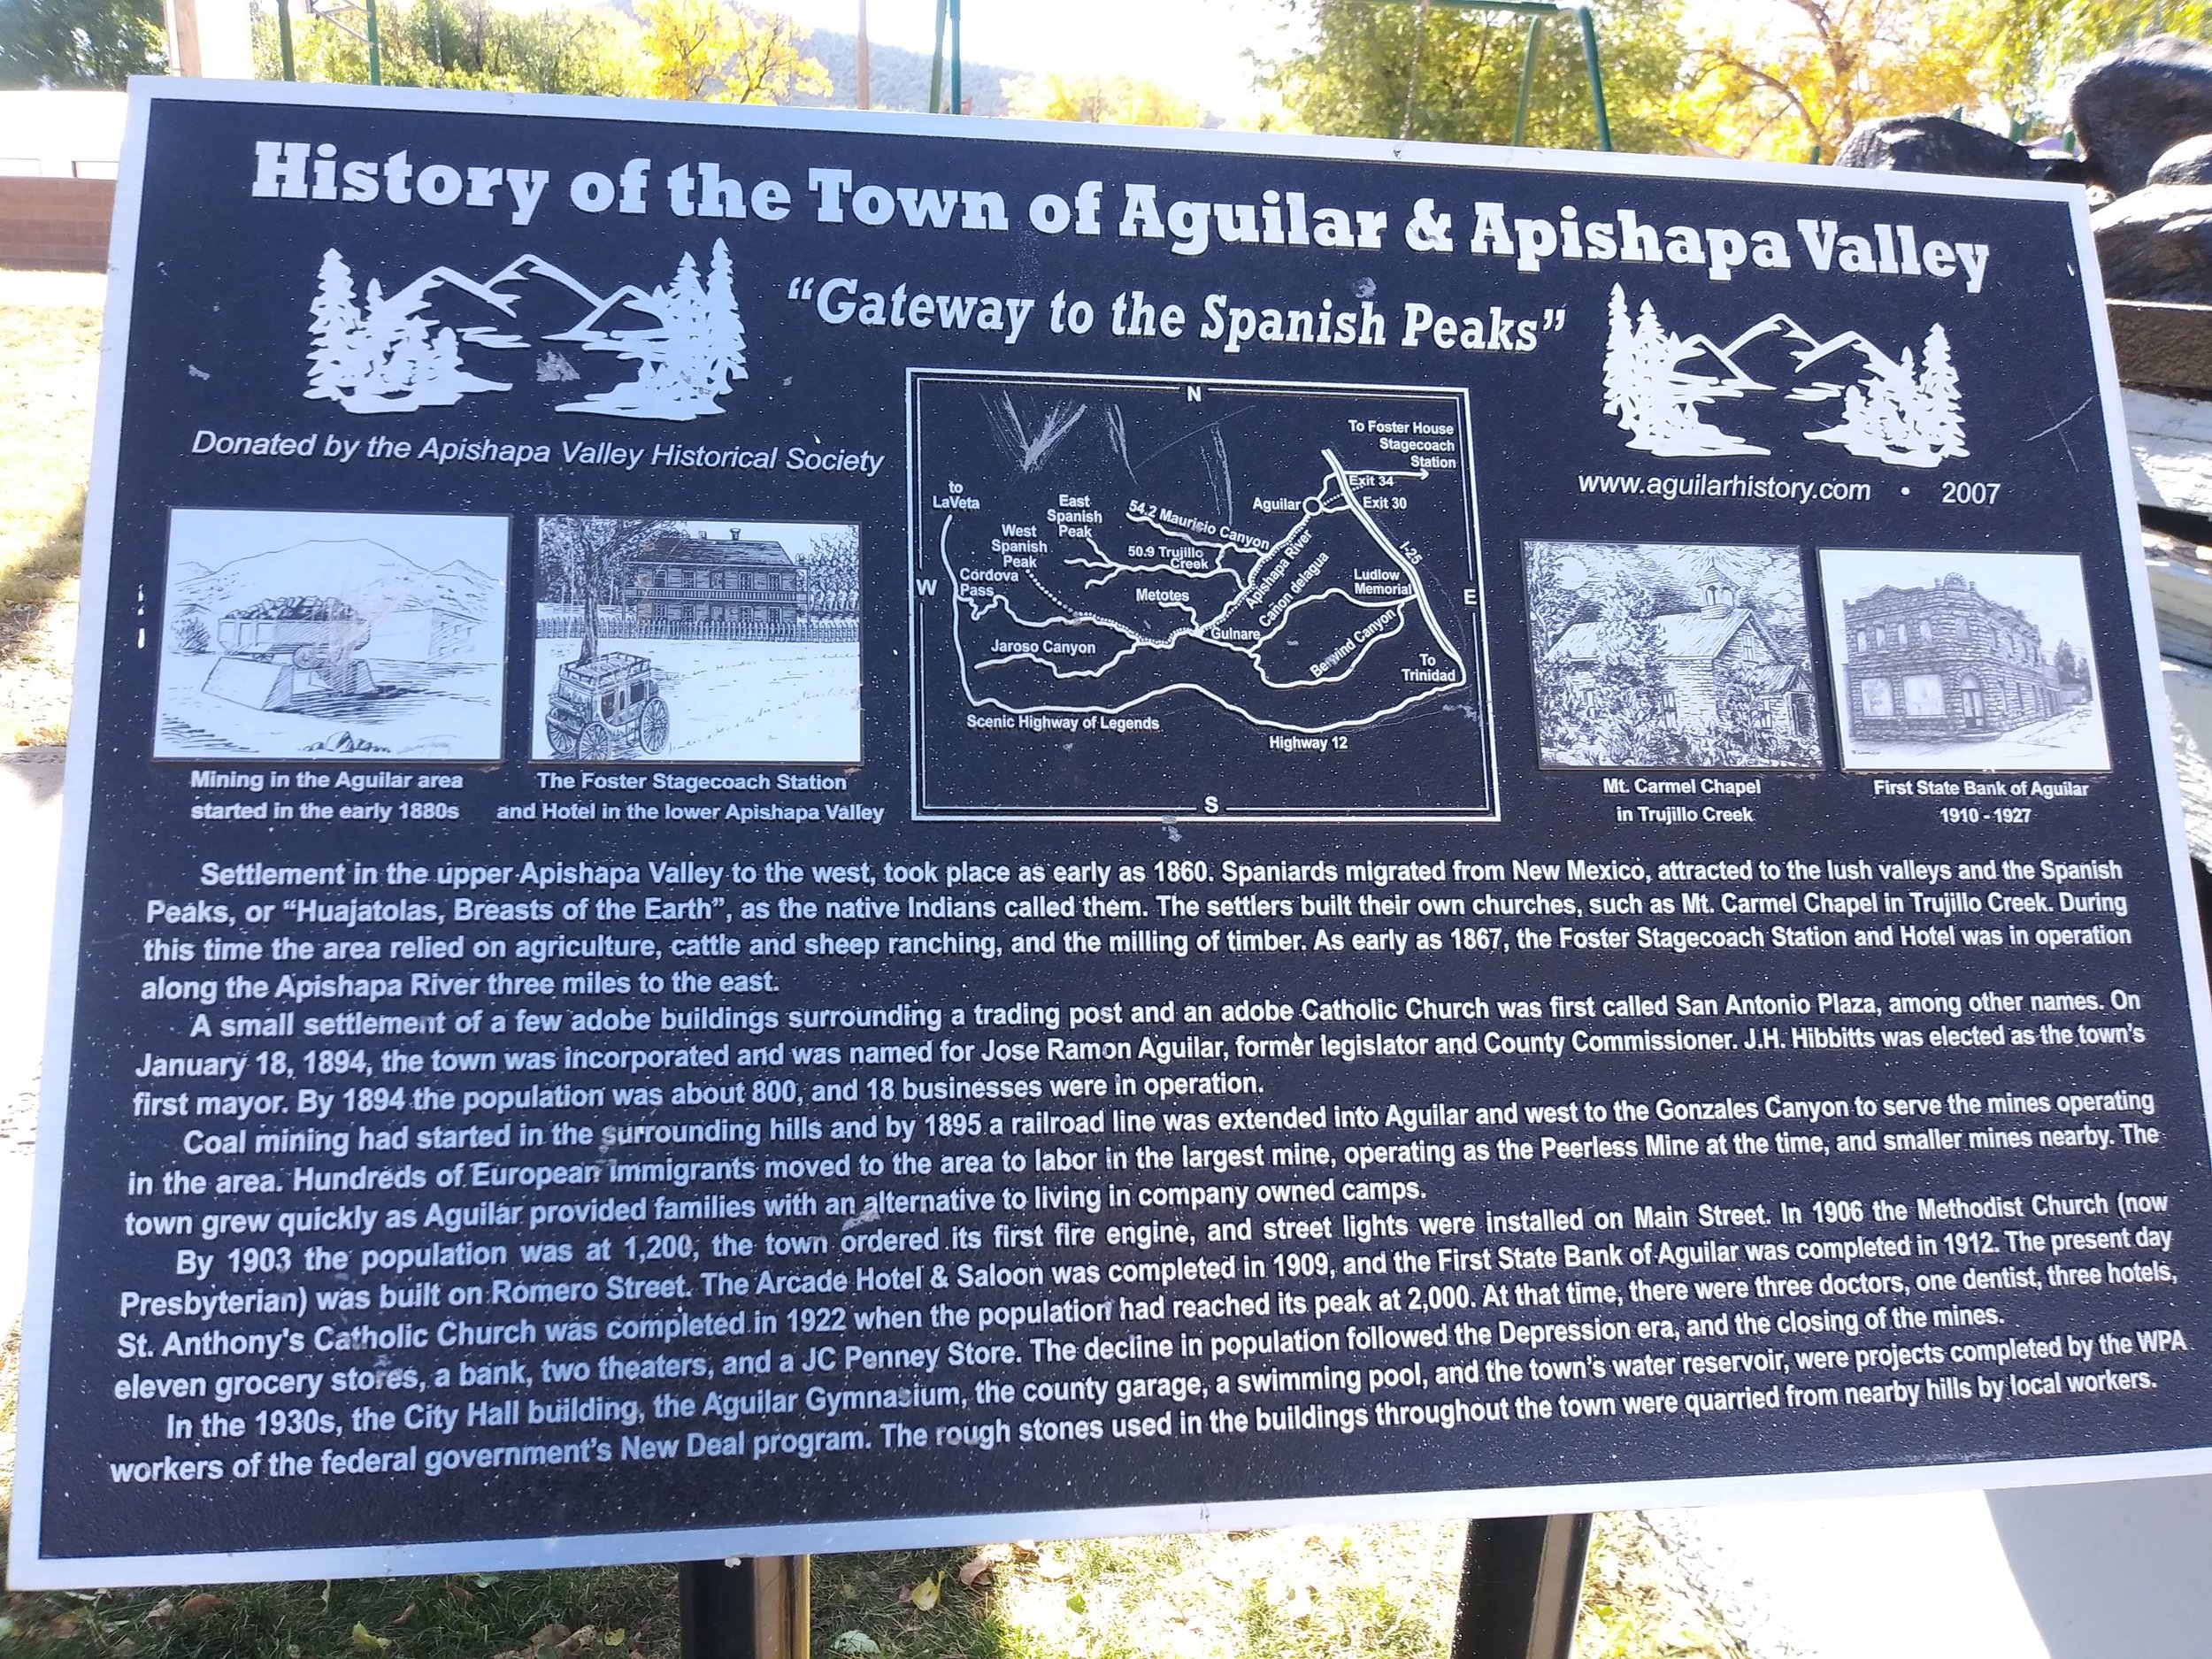 History of the Town of Aguilar & Apishapa Valley
“Gateway to the Spanish Peaks”
Donated by the Apishapa Valley Historical Society
www.aguilarhistory.com • 2007
N
To Foster House
Stagecoach
Station
Exit 34
Aguilar
Exit 30
to
LaVeta
East
Spanish
Peak
54.2 Mauricio Canyon
West
Spanish
Peak
50.9 Trujillo
Creek
Apishapa River
I-25
Cordova
Pass
W
Metotes
Cañon delagua
Ludlow
Memorial
E
Gulnare
Jaroso Canyon
Berwind Canyon
To
Trinidad
Scenic Highway of Legends
Highway 12
S
Mining in the Aguilar area
started in the early 1880s
The Foster Stagecoach Station
and Hotel in the lower Apishapa Valley
Mt. Carmel Chapel
in Trujillo Creek
First State Bank of Aguilar
1910 - 1927
Settlement in the upper Apishapa Valley to the west, took place as early as 1860. Spaniards migrated from New Mexico, attracted to the lush valleys and the Spanish
Peaks, or “Huajatolas, Breasts of the Earth”, as the native Indians called them. The settlers built their own churches, such as Mt. Carmel Chapel in Trujillo Creek. During
this time the area relied on agriculture, cattle and sheep ranching, and the milling of timber. As early as 1867, the Foster Stagecoach Station and Hotel was in operation
along the Apishapa River three miles to the east.
A small settlement of a few adobe buildings surrounding a trading post and an adobe Catholic Church was first called San Antonio Plaza, among other names. On
January 18, 1894, the town was incorporated and was named for Jose Ramon Aguilar, former legislator and County Commissioner. J.H. Hibbitts was elected as the town’s
first mayor. By 1894 the population was about 800, and 18 businesses were in operation.
Coal mining had started in the surrounding hills and by 1895 a railroad line was extended into Aguilar and west to the Gonzales Canyon to serve the mines operating
in the area. Hundreds of European immigrants moved to the area to labor in the largest mine, operating as the Peerless Mine at the time, and smaller mines nearby. The
town grew quickly as Aguilar provided families with an alternative to living in company owned camps.
By 1903 the population was at 1,200, the town ordered its first fire engine, and street lights were installed on Main Street. In 1906 the Methodist Church (now
Presbyterian) was built on Romero Street. The Arcade Hotel & Saloon was completed in 1909, and the First State Bank of Aguilar was completed in 1912. The present day
St. Anthony's Catholic Church was completed in 1922 when the population had reached its peak at 2,000. At that time, there were three doctors, one dentist, three hotels,
eleven grocery stores, a bank, two theaters, and a JC Penney Store. The decline in population followed the Depression era, and the closing of the mines.
In the 1930s, the City Hall building, the Aguilar Gymnasium, the county garage, a swimming pool, and the town’s water reservoir, were projects completed by the WPA
workers of the federal government’s New Deal program. The rough stones used in the buildings throughout the town were quarried from nearby hills by local workers.